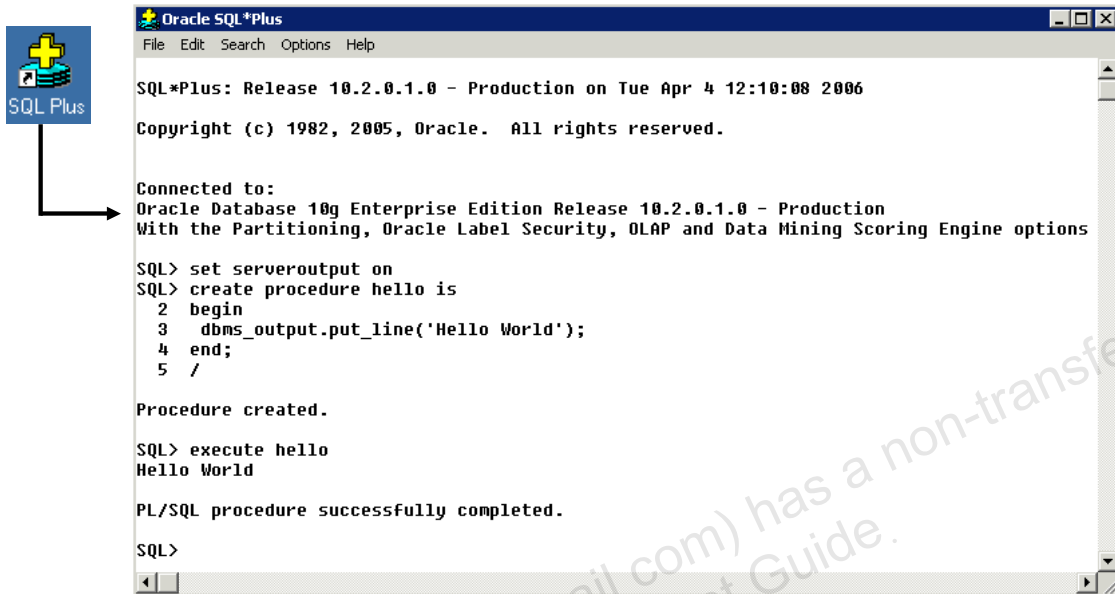 Oracle SQL*Plus
File Edit Search Options Help
SQL Plus
SQL*Plus: Release 10.2.0.1.0 - Production on Tue Apr 4 12:10:08 2006
Copyright (c) 1982, 2005, Oracle.  All rights reserved.
Connected to:
Oracle Database 10g Enterprise Edition Release 10.2.0.1.0 - Production
With the Partitioning, Oracle Label Security, OLAP and Data Mining Scoring Engine options
SQL> set serveroutput on
SQL> create procedure hello is
  2  begin
  3   dbms_output.put_line('Hello World');
  4  end;
  5  /
Procedure created.
SQL> execute hello
Hello World
PL/SQL procedure successfully completed.
SQL>
com) has a non-transfe
Guide.